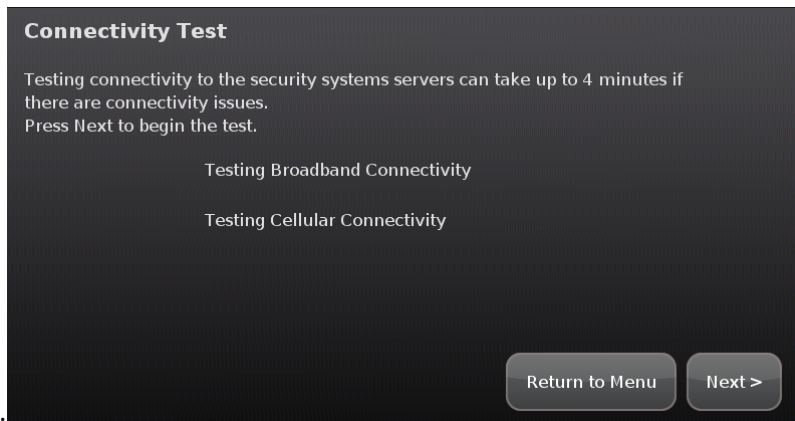 Connectivity Test
Testing connectivity to the security systems servers can take up to 4 minutes if
there are connectivity issues.
Press Next to begin the test.
Testing Broadband Connectivity
Testing Cellular Connectivity
Return to Menu
Next >
.